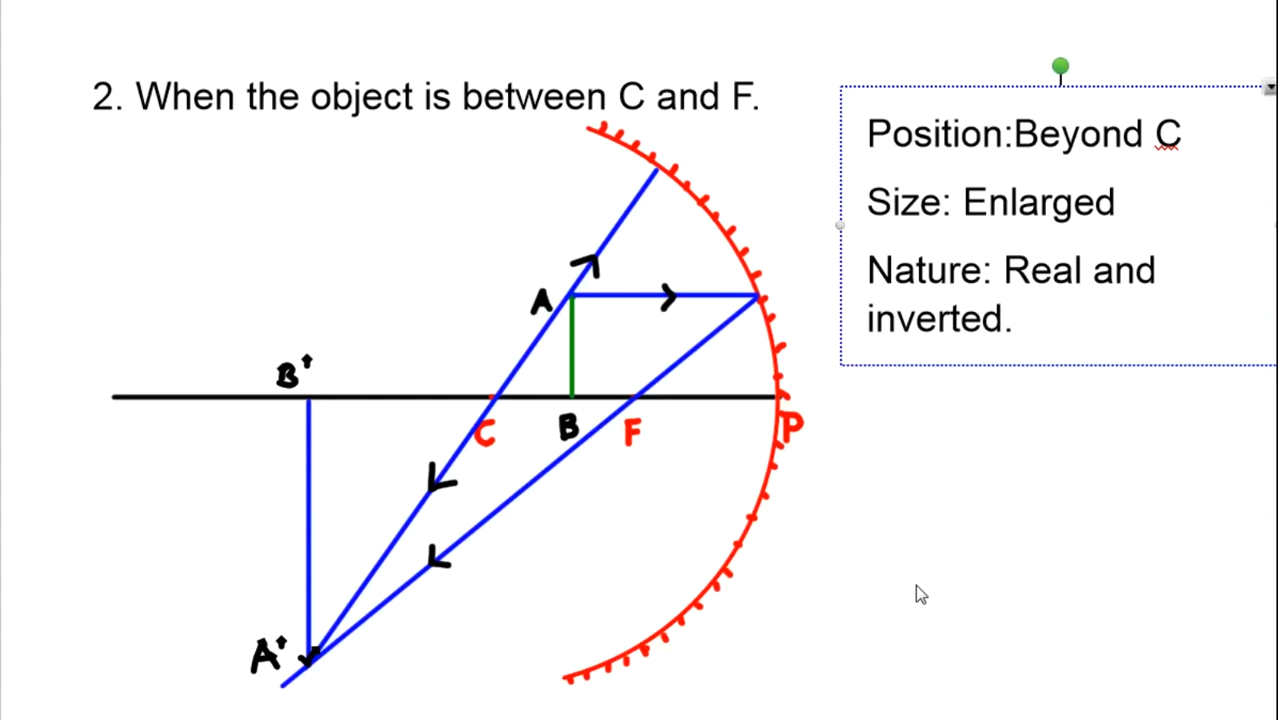 2. When the object is between C and F.
Position:Beyond C
Size: Enlarged
Nature: Real and
inverted.
A
B'
C
B
F
P
A'